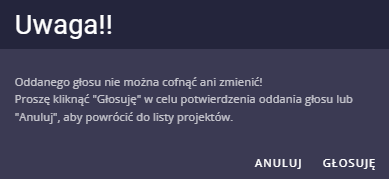 Uwaga!!
Oddanego głosu nie można cofnąć ani zmienić!
Proszę kliknąć "Głosuję" w celu potwierdzenia oddania głosu lub
"Anuluj", aby powrócić do listy projektów.
ANULUJ GŁOSUJĘ